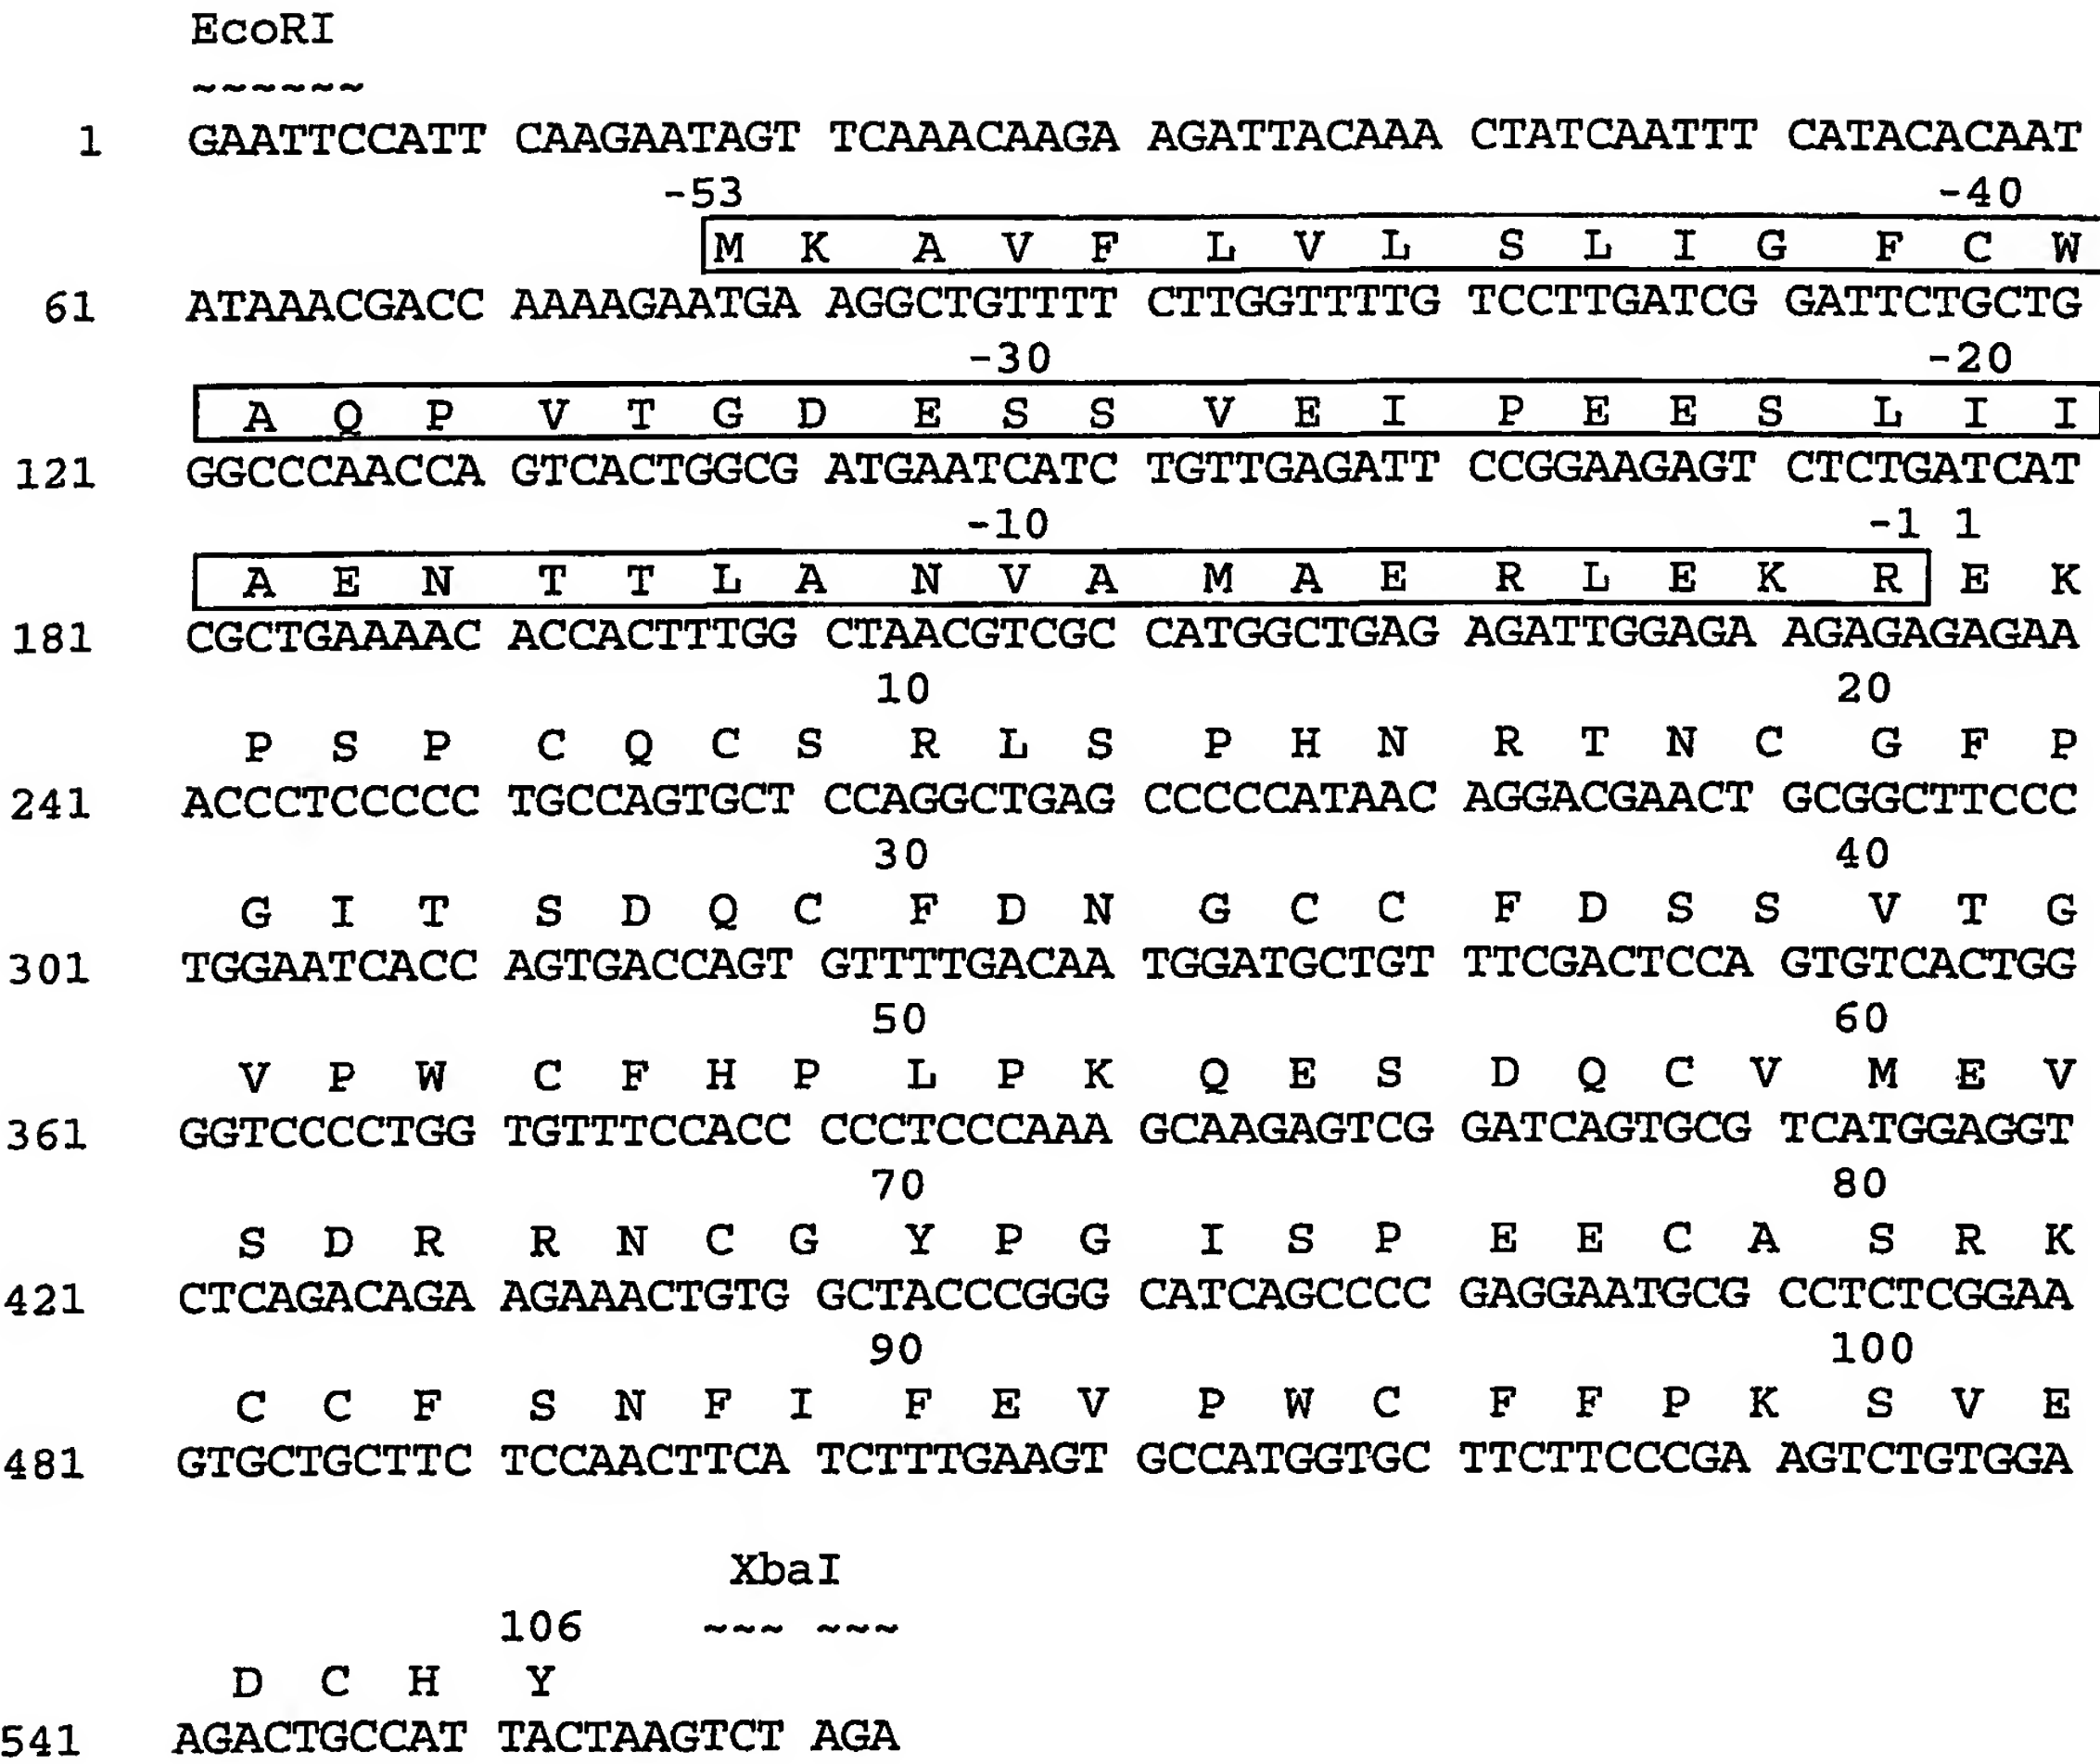 EcoRI
~~~~~~
1 GAATTCCATT CAAGAATAGT TCAAACAAGA AGATTACAAA CTATCAATTT CATACACAAT
-53 -40
M K A V F L V L S L I G F C W
61 ATAAACGACC AAAAGAATGA AGGCTGTTTT CTTGGTTTTG TCCTTGATCG GATTCTGCTG
-30 -20
A Q P V T G D E S S V E I P E E S L I I
121 GGCCCAACCA GTCACTGGCG ATGAATCATC TGTTGAGATT CCGGAAGAGT CTCTGATCAT
-10 -1 1
A E N T T L A N V A M A E R L E K R E K
181 CGCTGAAAAC ACCACTTTGG CTAACGTCGC CATGGCTGAG AGATTGGAGA AGAGAGAGAA
10 20
P S P C Q C S R L S P H N R T N C G F P
241 ACCCTCCCCC TGCCAGTGCT CCAGGCTGAG CCCCCATAAC AGGACGAACT GCGGCTTCCC
30 40
G I T S D Q C F D N G C C F D S S V T G
301 TGGAATCACC AGTGACCAGT GTTTTGACAA TGGATGCTGT TTCGACTCCA GTGTCACTGG
50 60
V P W C F H P L P K Q E S D Q C V M E V
361 GGTCCCCTGG TGTTTCCACC CCCTCCCAAA GCAAGAGTCG GATCAGTGCG TCATGGAGGT
70 80
S D R R N C G Y P G I S P E E C A S R K
421 CTCAGACAGA AGAAACTGTG GCTACCCGGG CATCAGCCCC GAGGAATGCG CCTCTCGGAA
90 100
C C F S N F I F E V P W C F F P K S V E
481 GTGCTGCTTC TCCAACTTCA TCTTTGAAGT GCCATGGTGC TTCTTCCCGA AGTCTGTGGA
XbaI
106 ~~~ ~~~
D C H Y
541 AGACTGCCAT TACTAAGTCT AGA